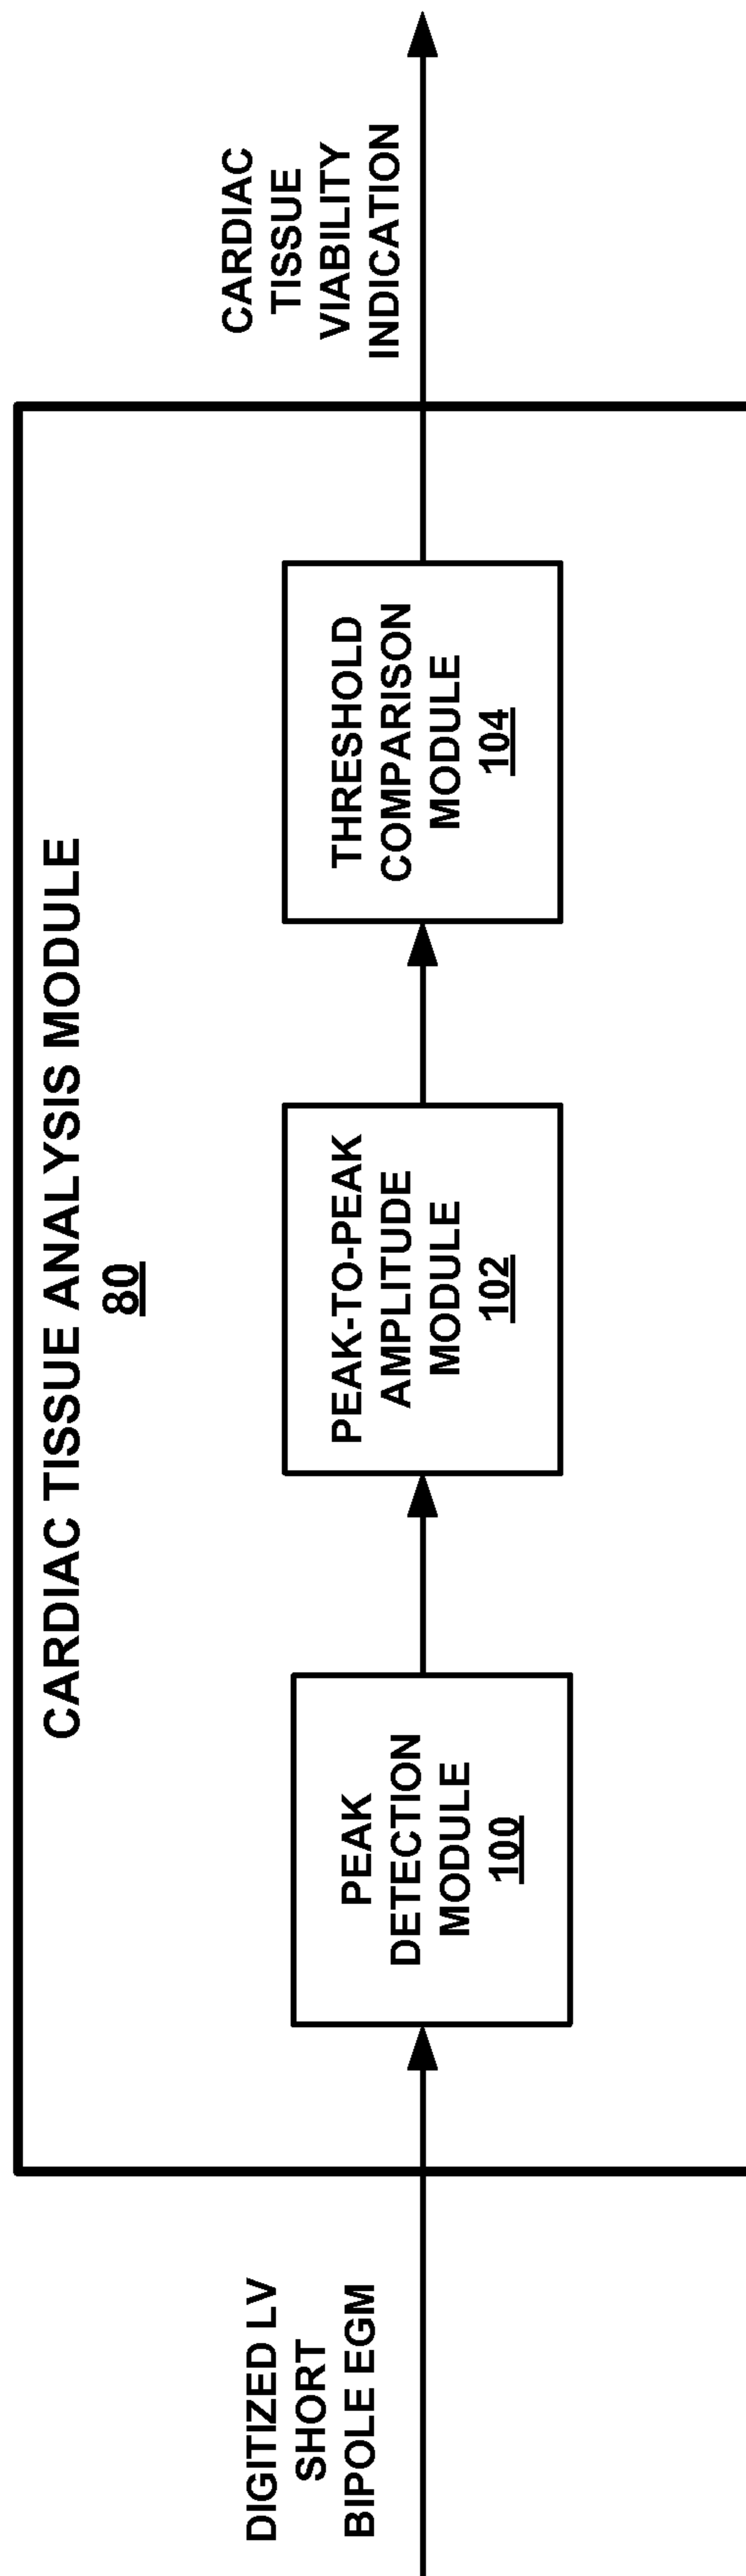 CARDIAC TISSUE ANALYSIS MODULE
80
DIGITIZED LV
SHORT
BIPOLE EGM
PEAK
DETECTION
MODULE
100
PEAK-TO-PEAK
AMPLITUDE
MODULE
102
THRESHOLD
COMPARISON
MODULE
104
CARDIAC
TISSUE
VIABILITY
INDICATION